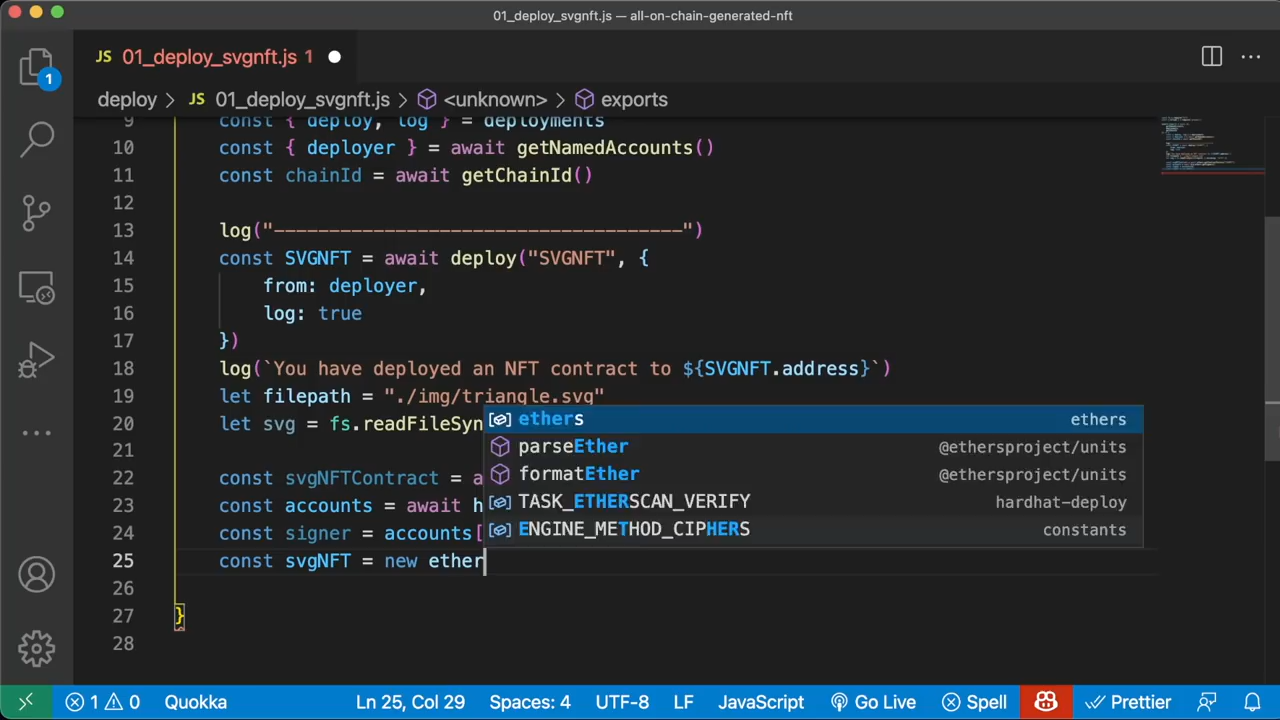 01_deploy_svgnft.js — all-on-chain-generated-nft
JS 01_deploy_svgnft.js 1
1
deploy > JS 01_deploy_svgnft.js > <unknown> > exports
9 const { deploy, log } = deployments
10 const { deployer } = await getNamedAccounts()
11 const chainId = await getChainId()
12
13 log("—————————————————————————————————————")
14 const SVGNFT = await deploy("SVGNFT", {
15 from: deployer,
16 log: true
17 })
18 log(`You have deployed an NFT contract to ${SVGNFT.address}`)
19 let filepath = "./img/triangle.svg"
20 let svg = fs.readFileSyn
ethers ethers
21
parseEther @ethersproject/units
22 const svgNFTContract = a
formatEther @ethersproject/units
23 const accounts = await h
TASK_ETHERSCAN_VERIFY hardhat-deploy
24 const signer = accounts[
ENGINE_METHOD_CIPHERS constants
25 const svgNFT = new ether
26
27 }
28
1 0 Quokka Ln 25, Col 29 Spaces: 4 UTF-8 LF JavaScript Go Live Spell Prettier